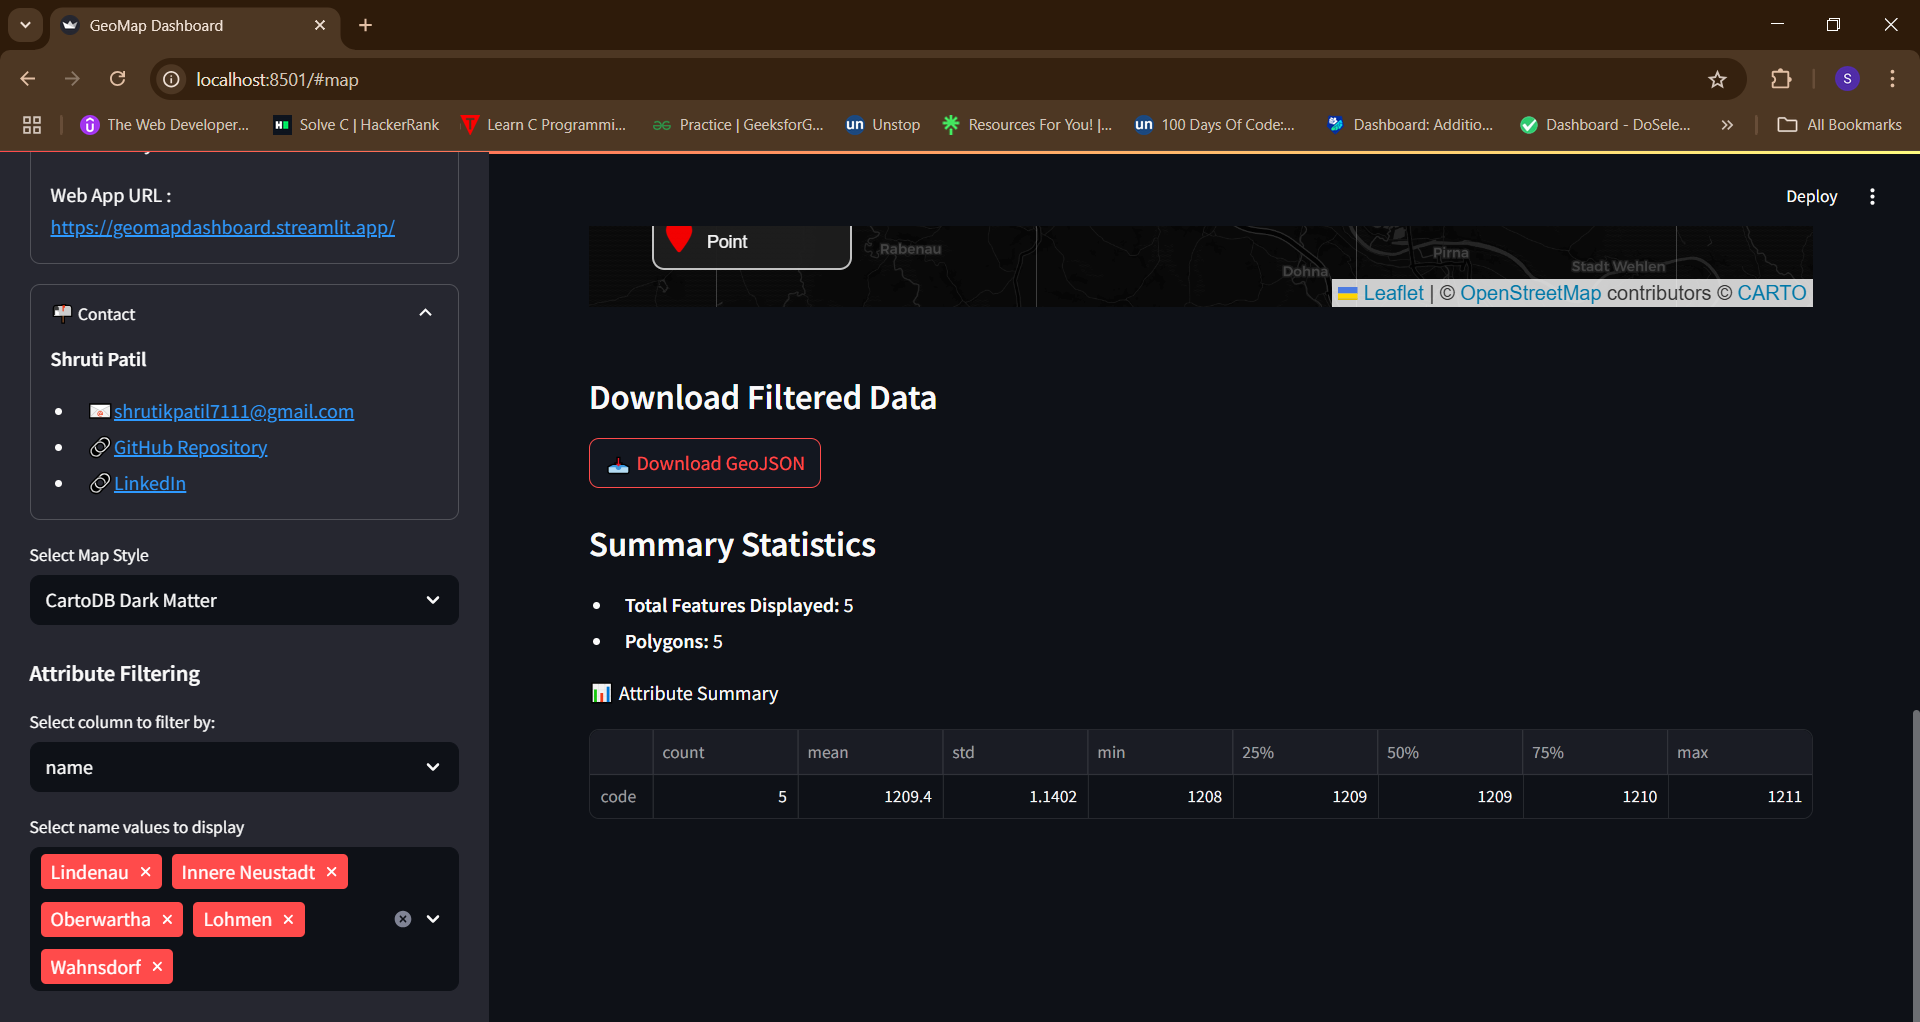 GeoMap Dashboard
localhost:8501/#map
S
The Web Developer...
Solve C | HackerRank
Learn C Programmi...
Practice | GeeksforG...
un Unstop
Resources For You! |...
un 100 Days Of Code:...
Dashboard: Additio...
Dashboard - DoSele...
All Bookmarks
Web App URL :
https://geomapdashboard.streamlit.app/
Contact
Shruti Patil
shrutikpatil7111@gmail.com
GitHub Repository
LinkedIn
Select Map Style
CartoDB Dark Matter
Attribute Filtering
Select column to filter by:
name
Select name values to display
Lindenau
Innere Neustadt
Oberwartha
Lohmen
Wahnsdorf
Deploy
Point
Rabenau
Dohna
Pirna
Stadt Wehlen
Leaflet | © OpenStreetMap contributors © CARTO
Download Filtered Data
Download GeoJSON
Summary Statistics
Total Features Displayed: 5
Polygons: 5
Attribute Summary
count mean std min 25% 50% 75% max
code 5 1209.4 1.1402 1208 1209 1209 1210 1211